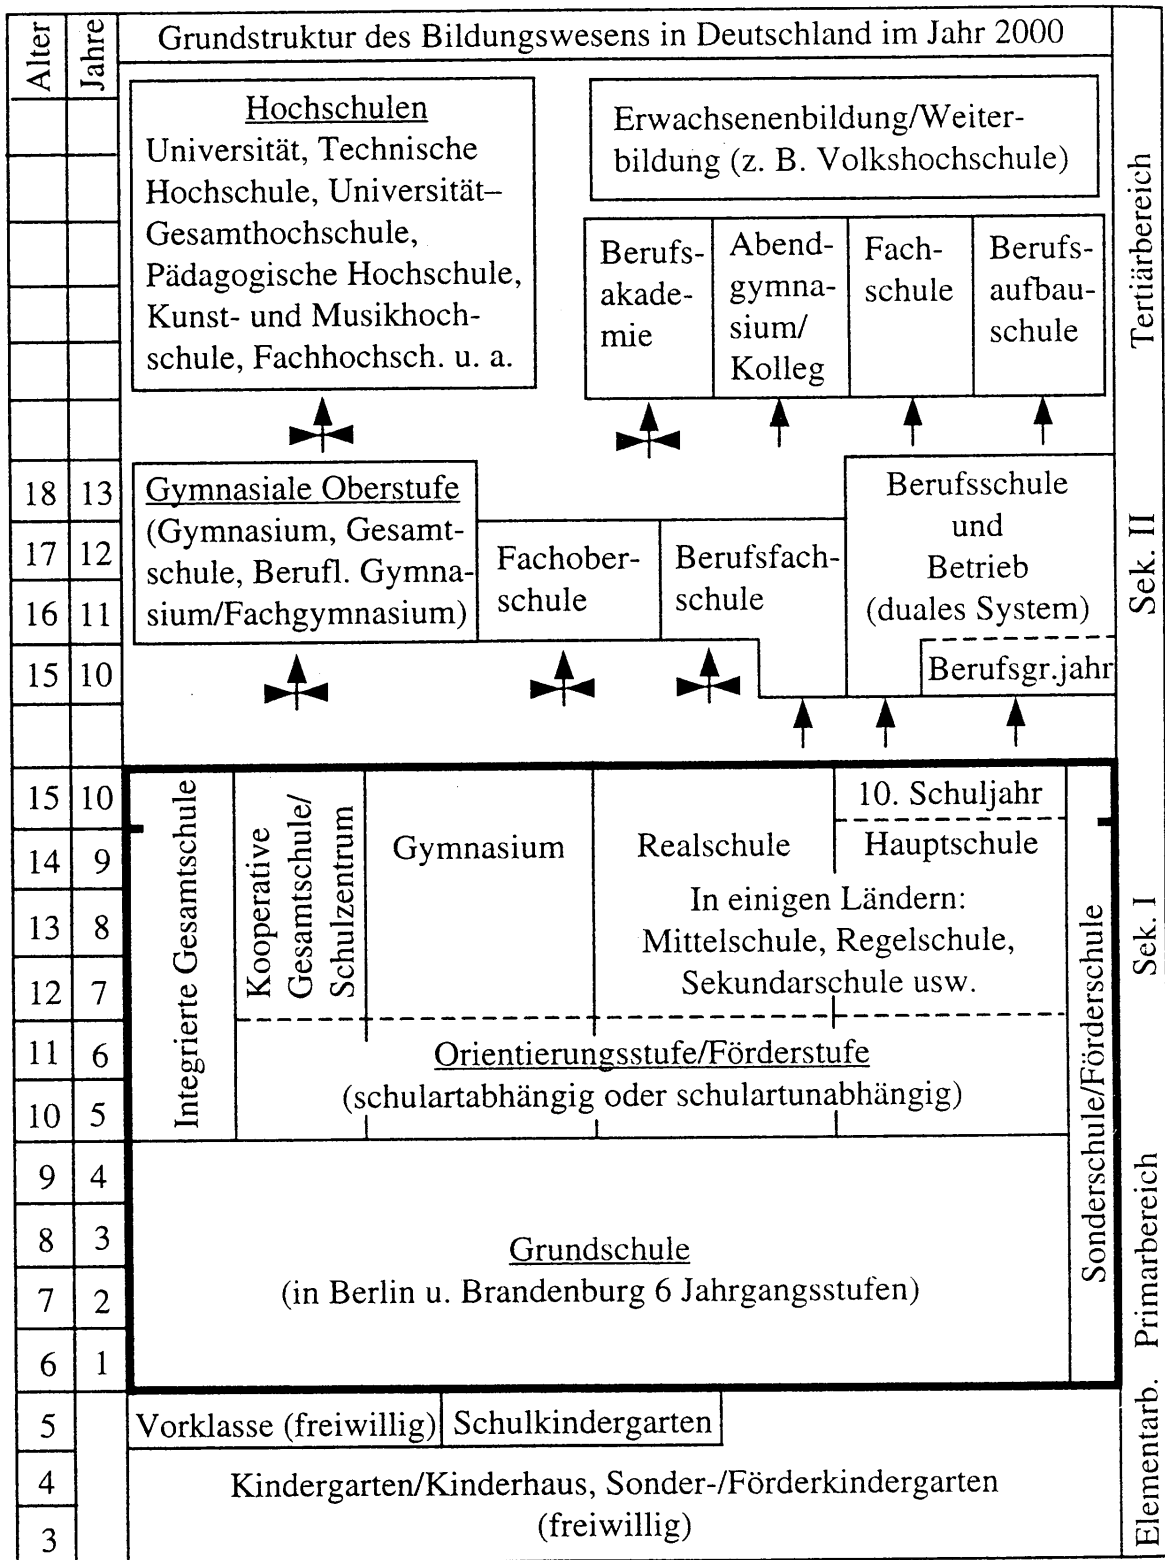 Alter
Jahre
Grundstruktur des Bildungswesens in Deutschland im Jahr 2000
Hochschulen
Universität, Technische
Hochschule, Universität–
Gesamthochschule,
Pädagogische Hochschule,
Kunst- und Musikhoch-
schule, Fachhochsch. u. a.
Erwachsenenbildung/Weiter-
bildung (z. B. Volkshochschule)
Berufs-
akade-
mie
Abend-
gymna-
sium/
Kolleg
Fach-
schule
Berufs-
aufbau-
schule
Tertiärbereich
18 13
17 12
16 11
15 10
Gymnasiale Oberstufe
(Gymnasium, Gesamt-
schule, Berufl. Gymna-
sium/Fachgymnasium)
Fachober-
schule
Berufsfach-
schule
Berufsschule
und
Betrieb
(duales System)
Berufsgr.jahr
Sek. II
15 10
14 9
13 8
12 7
11 6
10 5
9 4
8 3
7 2
6 1
Integrierte Gesamtschule
Kooperative
Gesamtschule/
Schulzentrum
Gymnasium
Realschule
10. Schuljahr
Hauptschule
In einigen Ländern:
Mittelschule, Regelschule,
Sekundarschule usw.
Orientierungsstufe/Förderstufe
(schulartabhängig oder schulartunabhängig)
Sonderschule/Förderschule
Sek. I
Grundschule
(in Berlin u. Brandenburg 6 Jahrgangsstufen)
Primarbereich
5
4
3
Vorklasse (freiwillig)
Schulkindergarten
Kindergarten/Kinderhaus, Sonder-/Förderkindergarten
(freiwillig)
Elementarb.